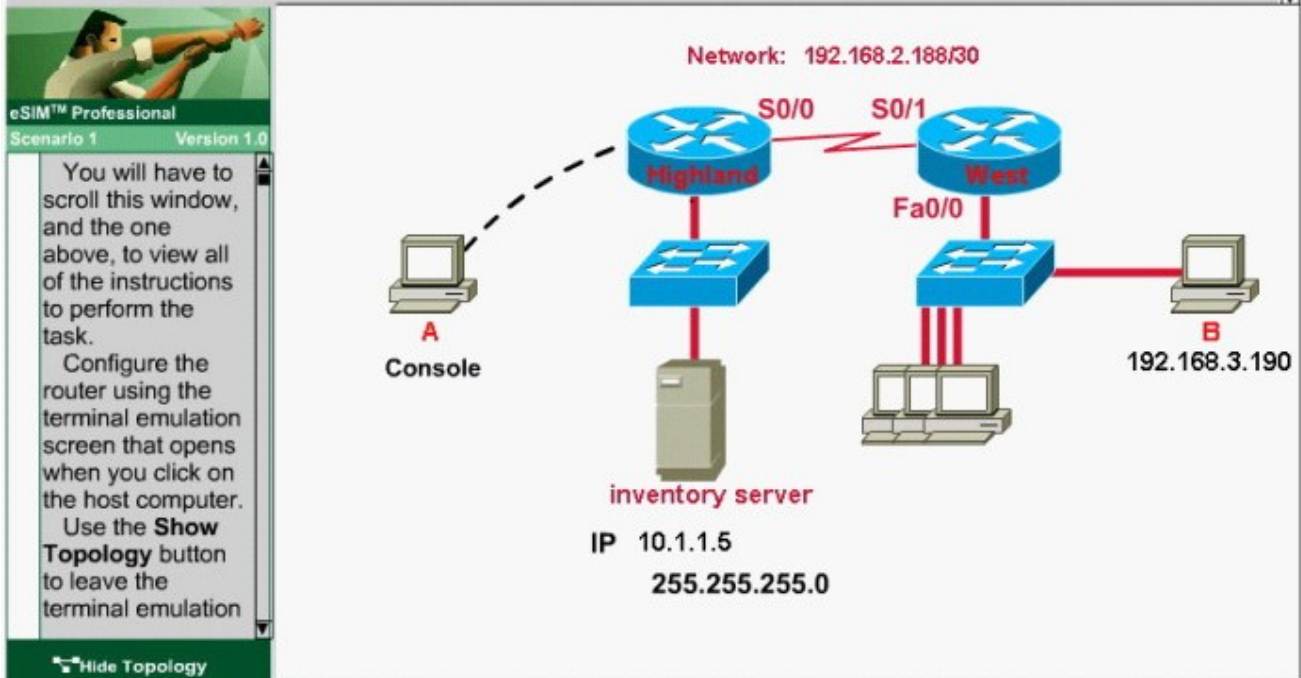 eSIM™ Professional
Scenario 1 Version 1.0
You will have to
scroll this window,
and the one
above, to view all
of the instructions
to perform the
task.
Configure the
router using the
terminal emulation
screen that opens
when you click on
the host computer.
Use the Show
Topology button
to leave the
terminal emulation
Hide Topology
Network: 192.168.2.188/30
S0/0
S0/1
Highland
West
Fa0/0
A
Console
B
192.168.3.190
inventory server
IP 10.1.1.5
255.255.255.0